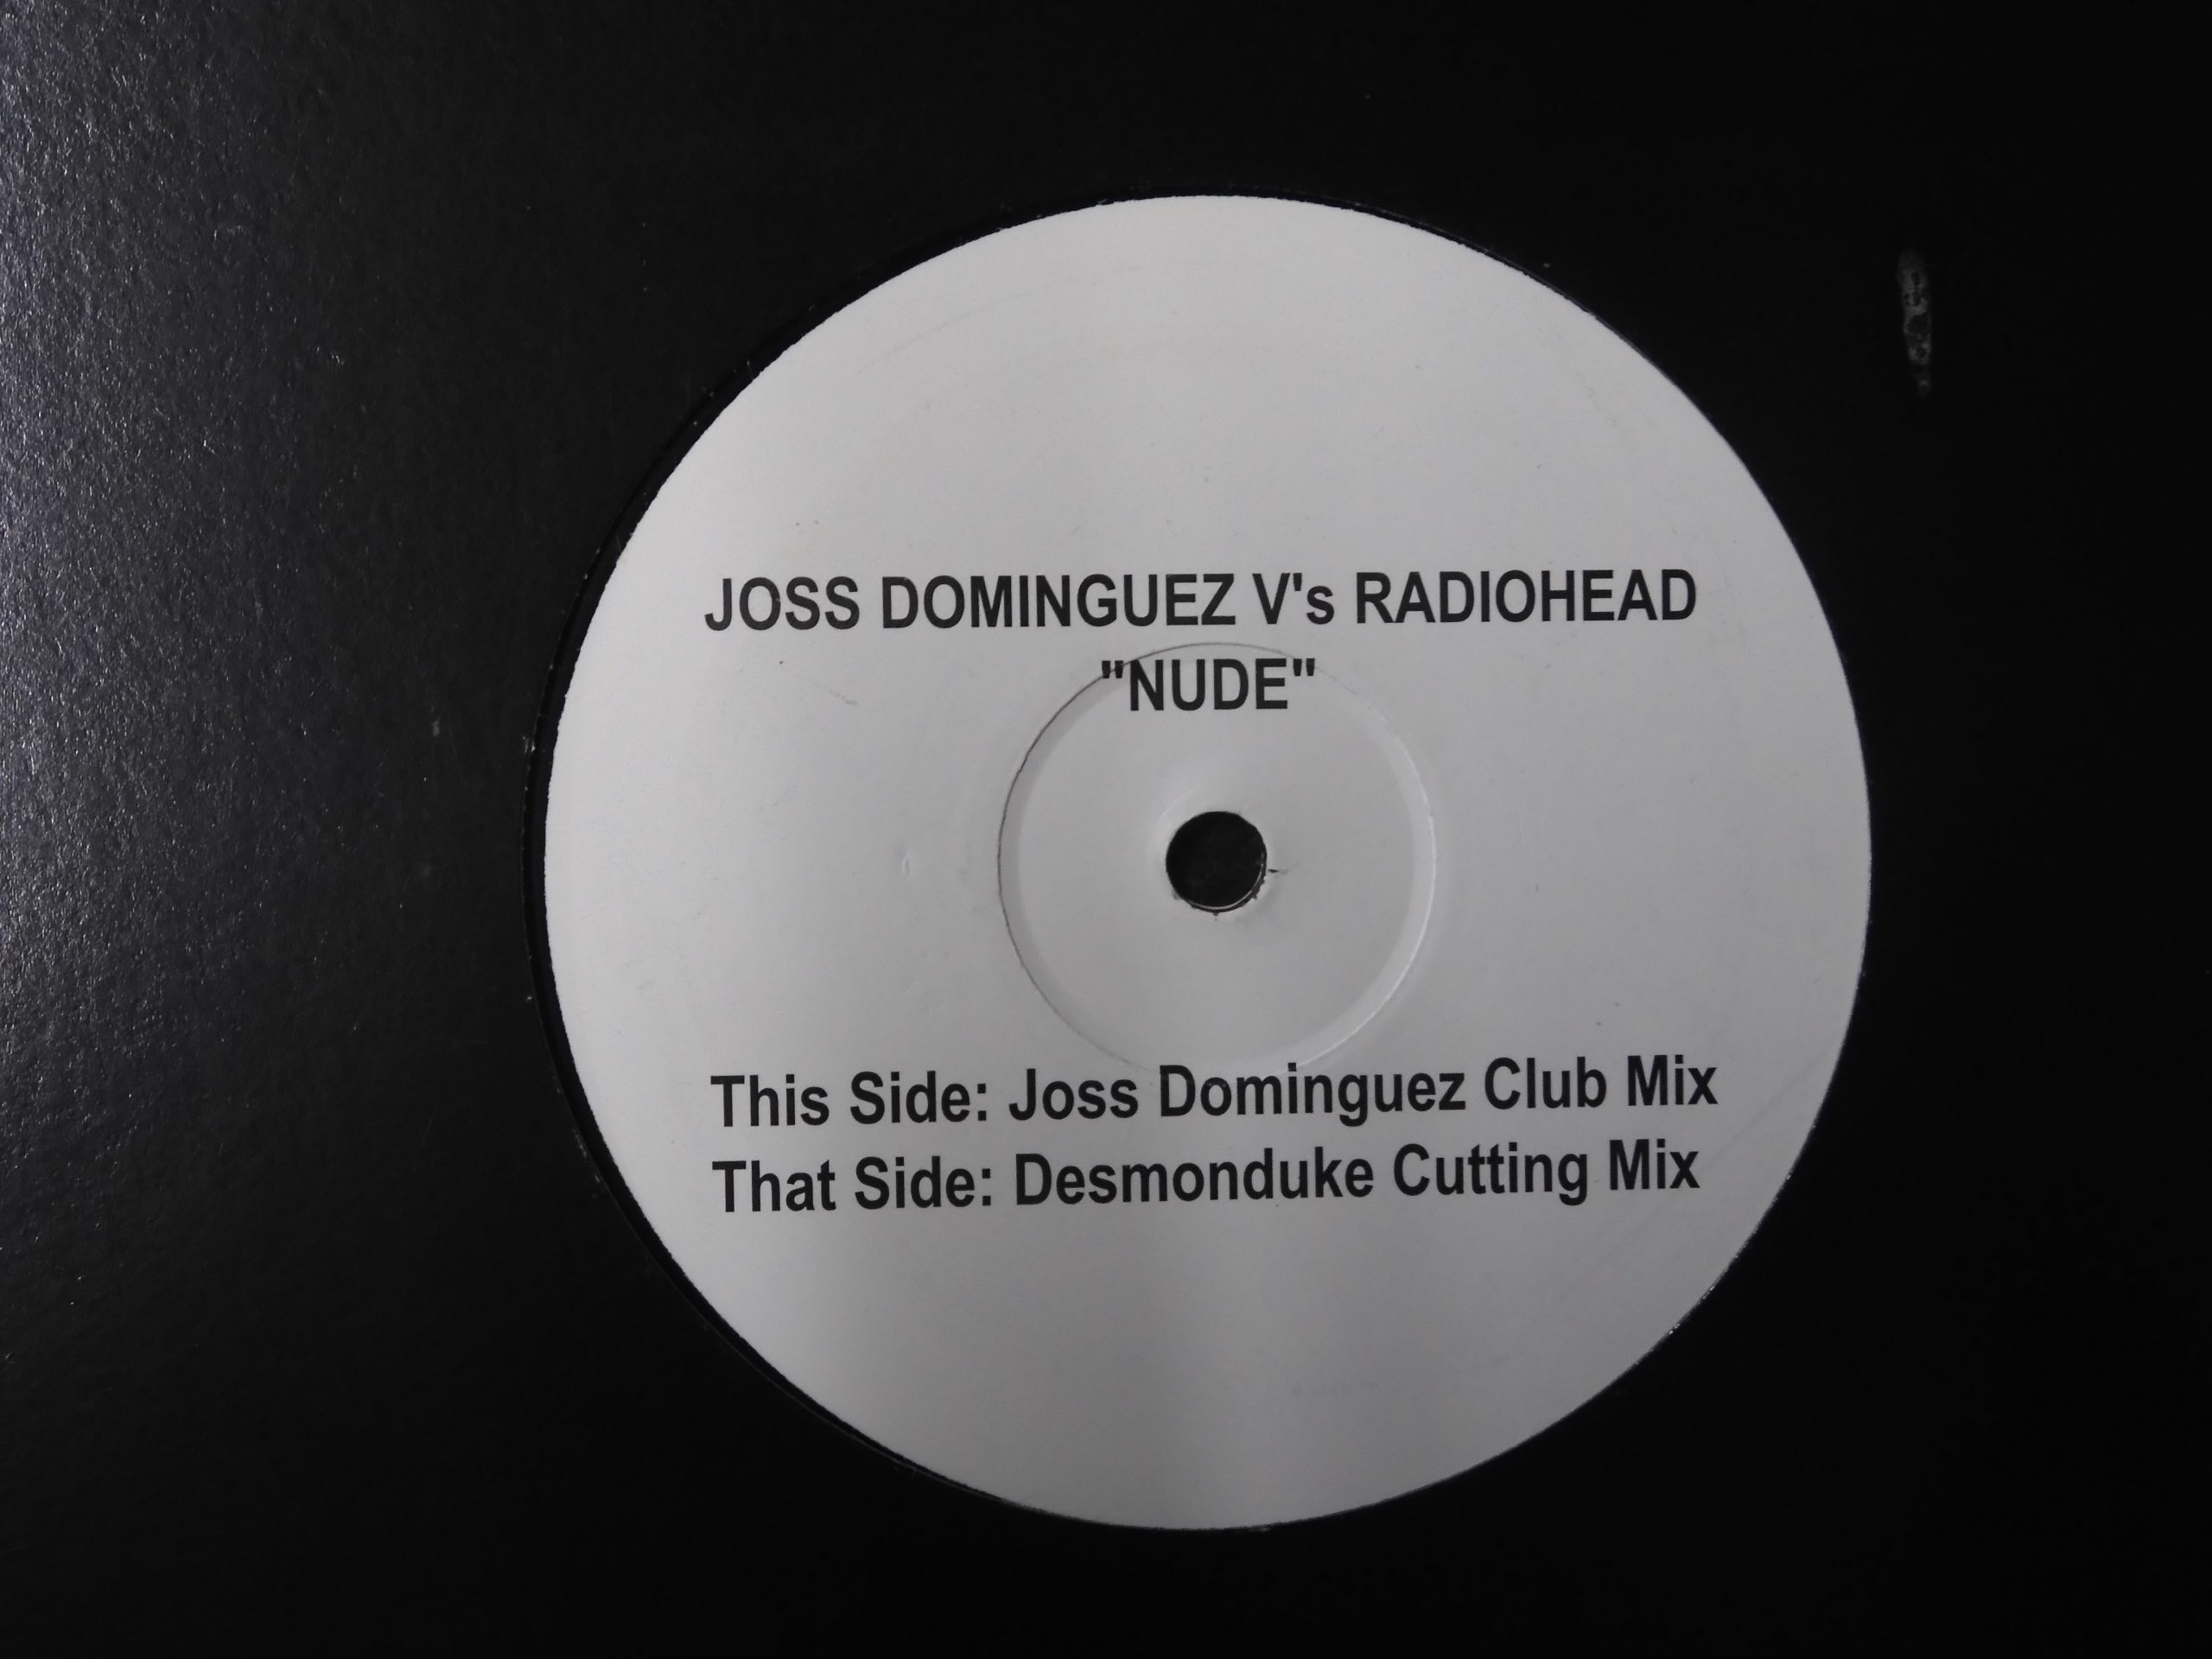 JOSS DOMINGUEZ V's RADIOHEAD
"NUDE"
This Side: Joss Dominguez Club Mix
That Side: Desmonduke Cutting Mix